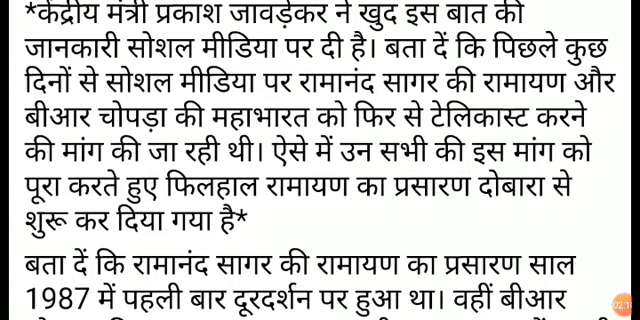 *केंद्रीय मंत्री प्रकाश जावड़ेकर ने खुद इस बात की
जानकारी सोशल मीडिया पर दी है। बता दें कि पिछले कुछ
दिनों से सोशल मीडिया पर रामानंद सागर की रामायण और
बीआर चोपड़ा की महाभारत को फिर से टेलिकास्ट करने
की मांग की जा रही थी। ऐसे में उन सभी की इस मांग को
पूरा करते हुए फिलहाल रामायण का प्रसारण दोबारा से
शुरू कर दिया गया है*
बता दें कि रामानंद सागर की रामायण का प्रसारण साल
1987 में पहली बार दूरदर्शन पर हुआ था। वहीं बीआर